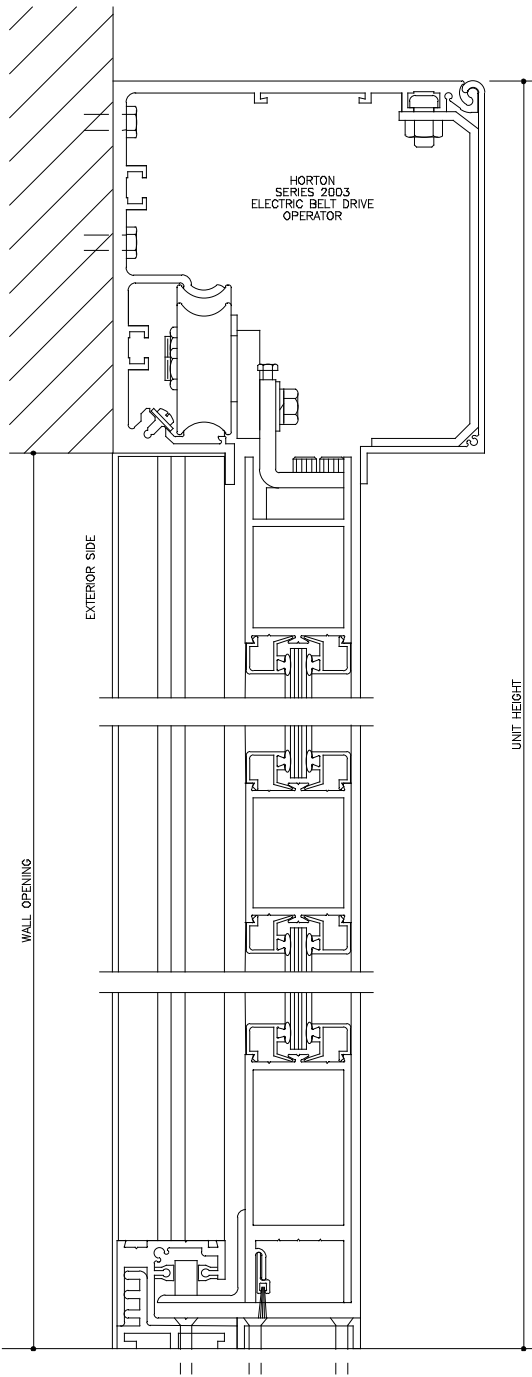 HORTON
SERIES 2003
ELECTRIC BELT DRIVE
OPERATOR
EXTERIOR SIDE
UNIT HEIGHT
WALL OPENING